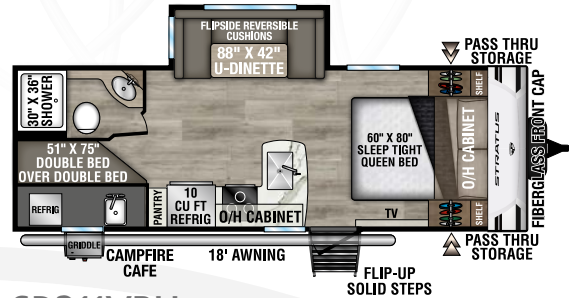 FLIPSIDE REVERSIBLE
CUSHIONS
88" X 42"
U-DINETTE
PASS THRU
STORAGE
30" X 36"
SHOWER
SHELF
51" X 75"
DOUBLE BED
OVER DOUBLE BED
60" X 80"
SLEEP TIGHT
QUEEN BED
O/H CABINET
STRATUS
FIBERGLASS FRONT CAP
REFRIG
PANTRY
10
CU FT
REFRIG
O/H CABINET
TV
SHELF
GRIDDLE
CAMPFIRE
CAFE
18' AWNING
FLIP-UP
SOLID STEPS
PASS THRU
STORAGE